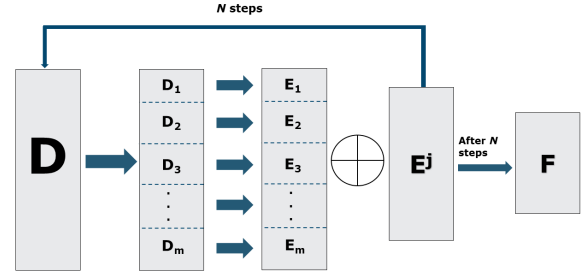 N steps
D
D₁
D₂
D₃
.
.
.
Dₘ
E₁
E₂
E₃
.
.
.
Eₘ
Eʲ
After N
steps
F